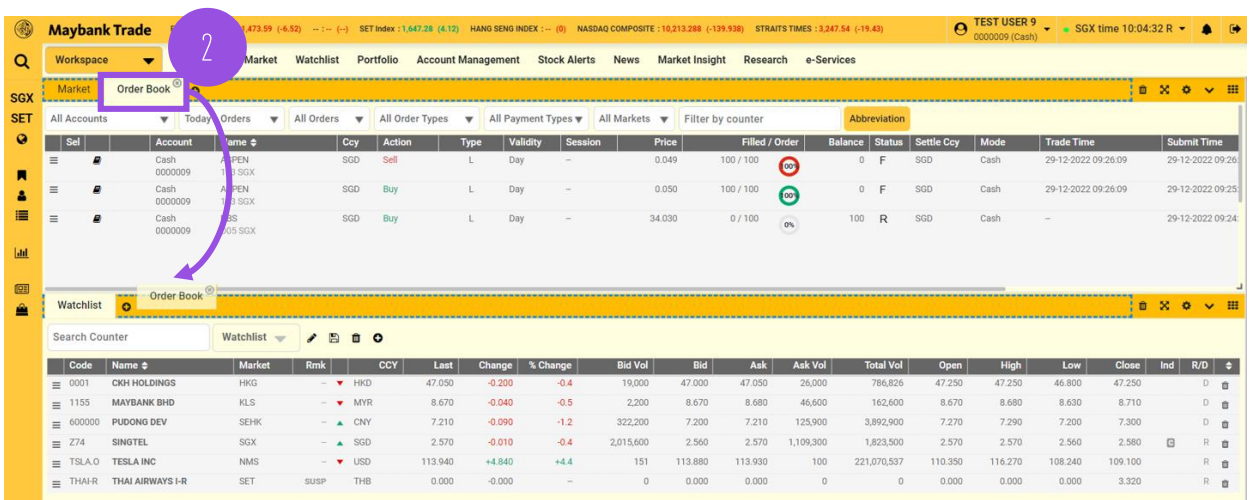 Maybank Trade
1,473.59 (-6.52) -- : -- (--) SET Index : 1,647.28 (4.12) HANG SENG INDEX : -- (0) NASDAQ COMPOSITE : 10,213.288 (-139.938) STRAITS TIMES : 3,247.54 (-19.43)
TEST USER 9
0000009 (Cash)
SGX time 10:04:32 R
2
Workspace Market Watchlist Portfolio Account Management Stock Alerts News Market Insight Research e-Services
SGX
SET
Market Order Book
All Accounts Today Orders All Orders All Order Types All Payment Types All Markets Filter by counter Abbreviation
Sel Account Name Ccy Action Type Validity Session Price Filled / Order Balance Status Settle Ccy Mode Trade Time Submit Time
Cash SGD Sell L Day – 0.049 100 / 100 100% 0 F SGD Cash 29-12-2022 09:26:09 29-12-2022 09:26:
0000009 SGX
Cash SGD Buy L Day – 0.050 100 / 100 100% 0 F SGD Cash 29-12-2022 09:26:09 29-12-2022 09:25:
0000009 SGX
Cash SGD Buy L Day – 34.030 0 / 100 0% 100 R SGD Cash – 29-12-2022 09:24:
0000009 SGX
Order Book
Watchlist
Search Counter Watchlist
Code Name Market Rmk CCY Last Change % Change Bid Vol Bid Ask Ask Vol Total Vol Open High Low Close Ind R/D
0001 CKH HOLDINGS HKG – HKD 47.050 -0.200 -0.4 19,000 47.000 47.050 26,000 786,826 47.250 47.250 46.800 47.250 D
1155 MAYBANK BHD KLS – MYR 8.670 -0.040 -0.5 2,200 8.670 8.680 46,600 162,600 8.670 8.680 8.630 8.710 D
600000 PUDONG DEV SEHK – CNY 7.210 -0.090 -1.2 322,200 7.200 7.210 125,900 3,892,900 7.270 7.290 7.200 7.300 D
Z74 SINGTEL SGX – SGD 2.570 -0.010 -0.4 2,015,600 2.560 2.570 1,109,300 1,823,500 2.570 2.570 2.560 2.580 R
TSLA.O TESLA INC NMS – USD 113.940 +4.840 +4.4 151 113.880 113.930 100 221,070,537 110.350 116.270 108.240 109.100 R
THAI-R THAI AIRWAYS I-R SET SUSP THB 0.000 -0.000 – 0 0.000 0.000 0 0 0.000 0.000 0.000 3.320 R